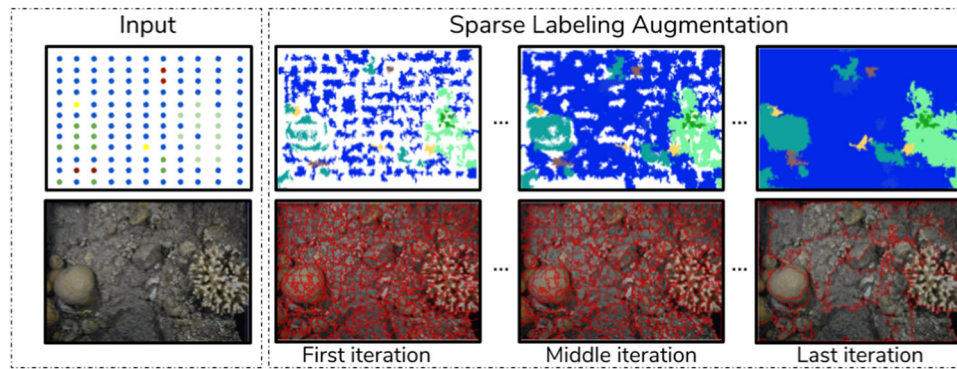 Input
Sparse Labeling Augmentation
...
...
...
...
First iteration
Middle iteration
Last iteration